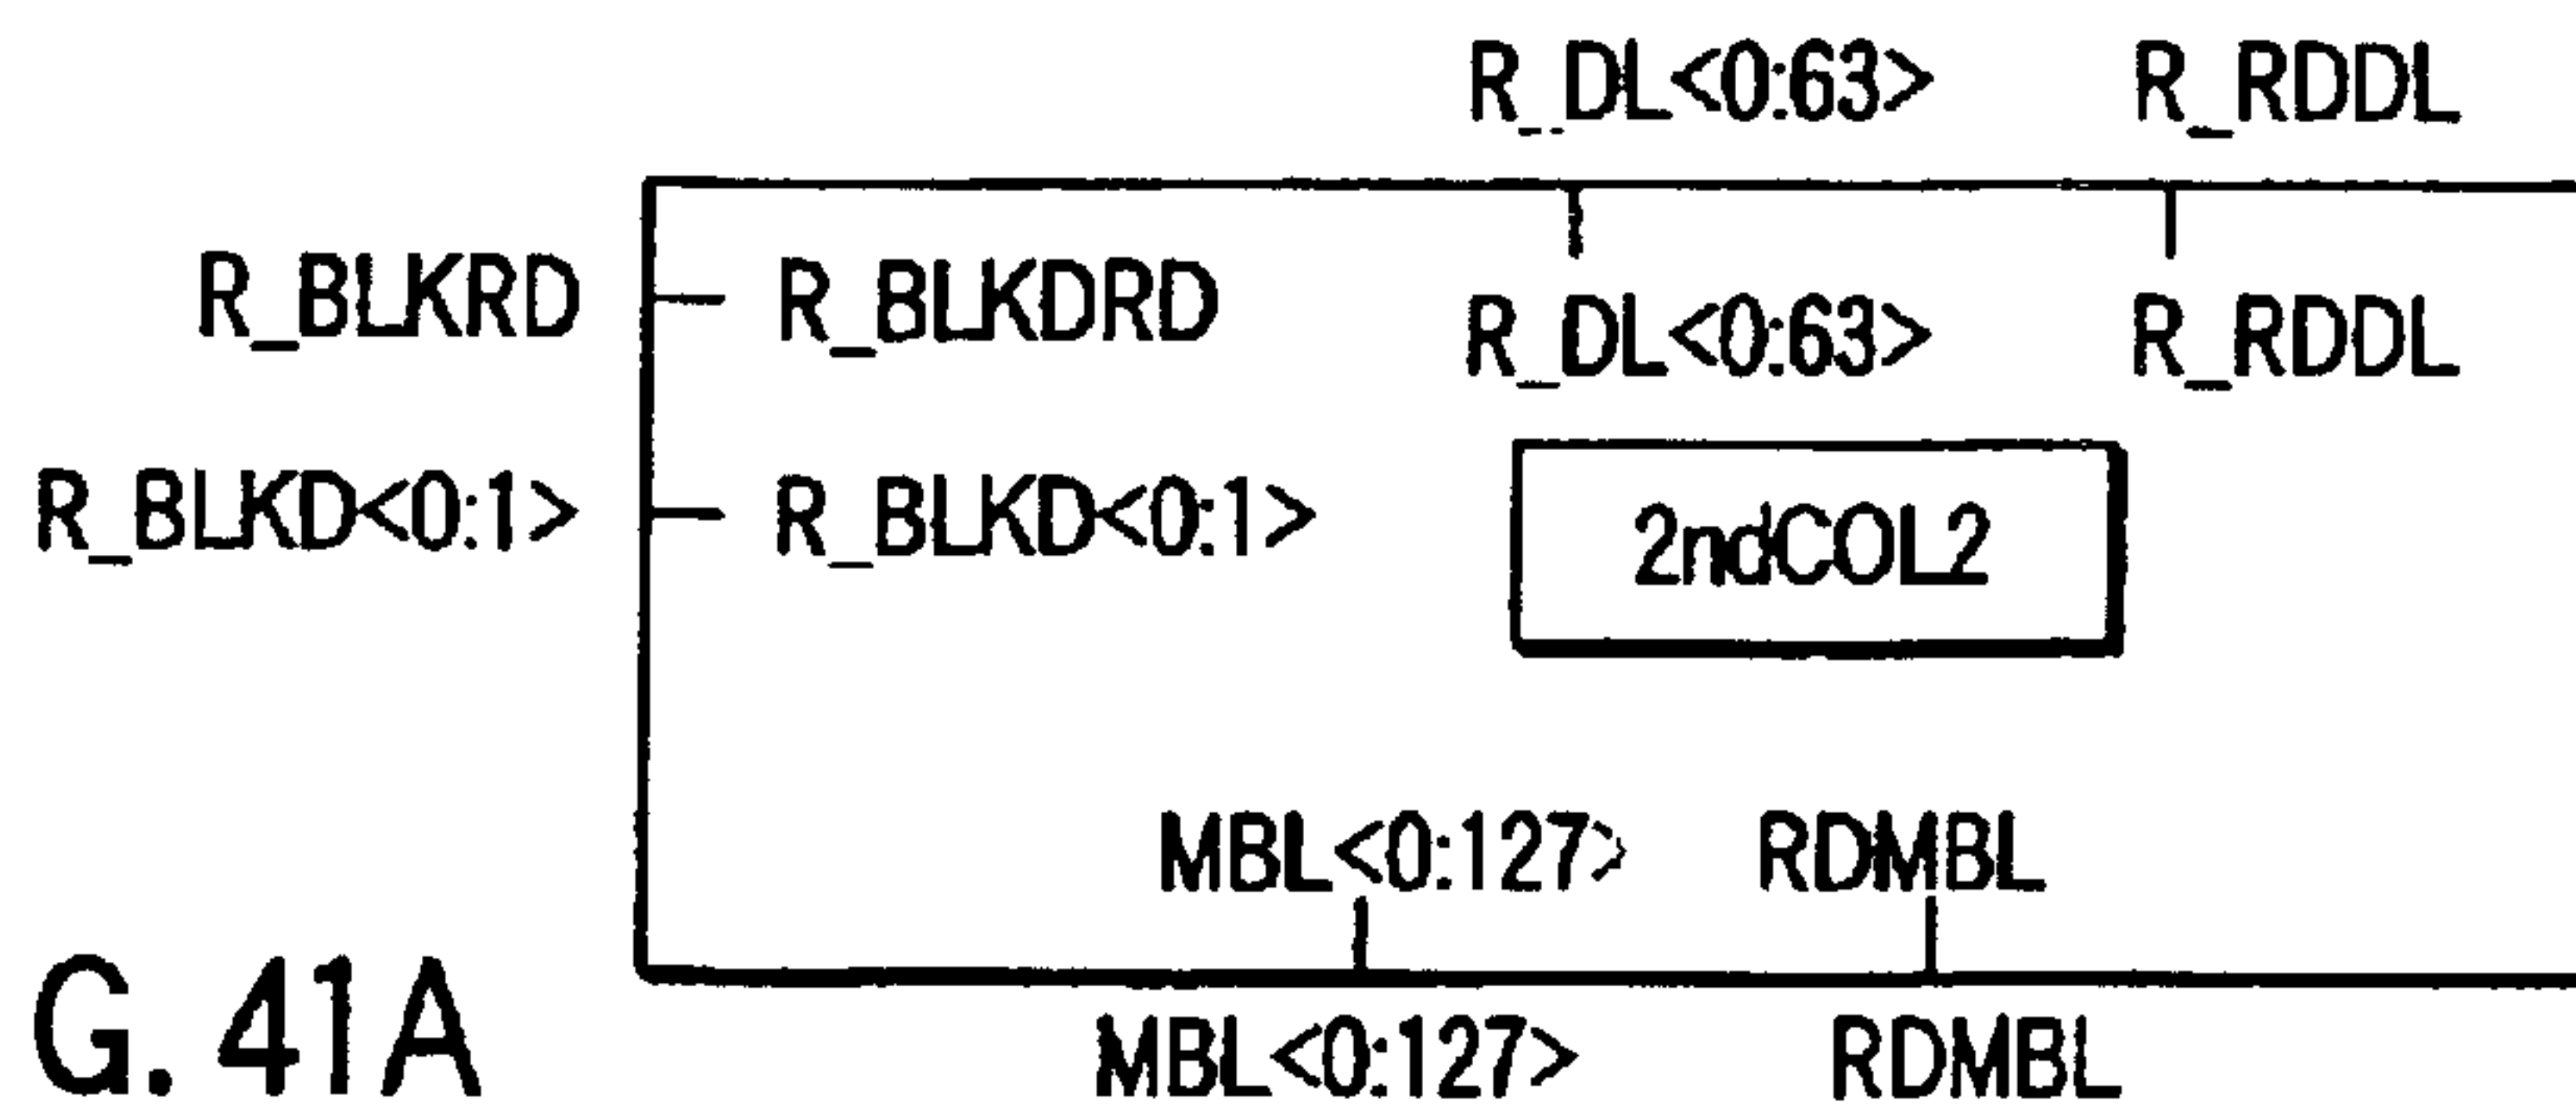 R_DL<0:63> R_RDDL
R_BLKRD R_BLKDRD R_DL<0:63> R_RDDL
R_BLKD<0:1> R_BLKD<0:1> 2ndCOL2
MBL<0:127> RDMBL
G. 41A MBL<0:127> RDMBL